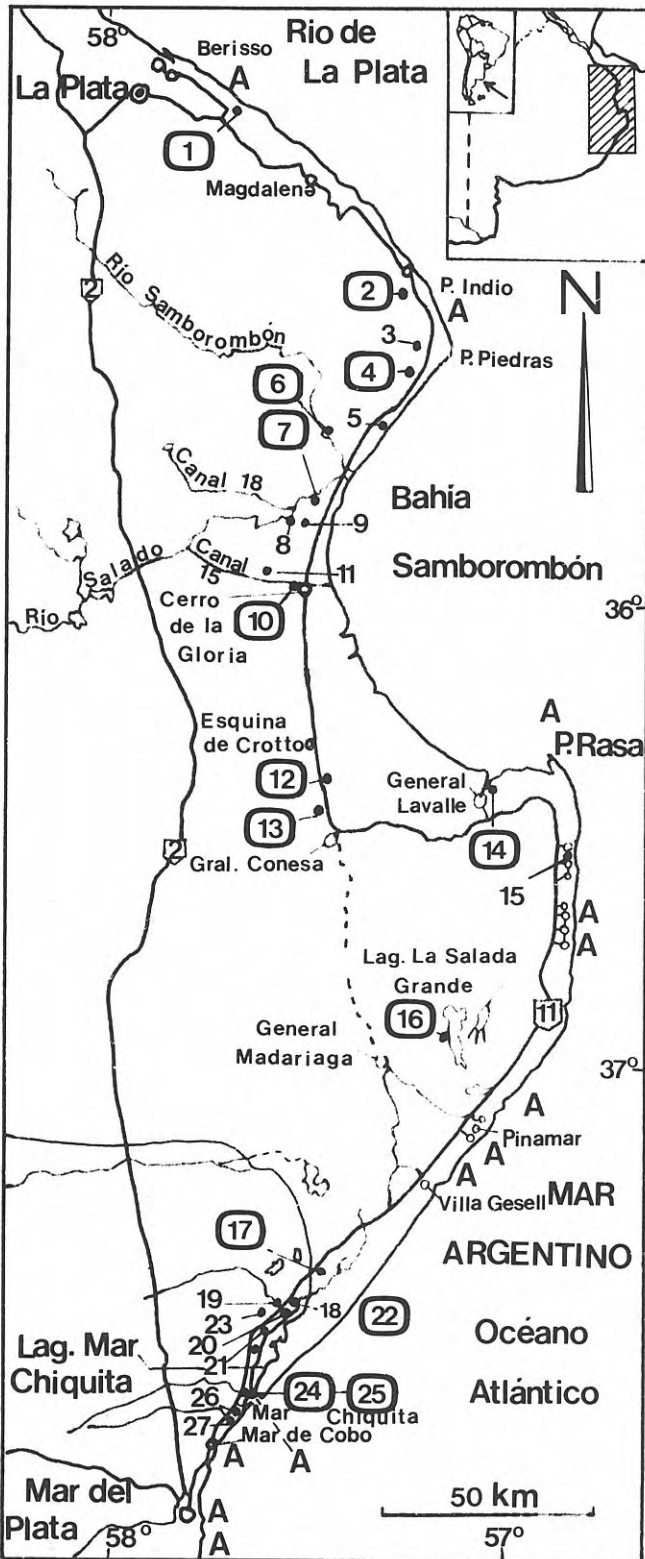 58°
Berisso
Rio de
La Plata
A
La Plata
1
Magdalena
2
Río Samborombón
2
P. Indio
A
N
3
P. Piedras
4
6
5
7
Canal 18
Bahía
9
8
Samborombón
Canal
15
11
Salado
Río
Cerro
de la
Gloria
10
36°
A
P. Rasa
Esquina
de Crotto
12
General
Lavalle
13
14
2
Gral. Conesa
15
A
A
Lag. La Salada
Grande
16
11
General
Madariaga
37°
A
Pinamar
A
A
Villa Gesell
MAR
ARGENTINO
17
19
18
23
22
20
Océano
Lag. Mar
Chiquita
21
Atlántico
24
25
26
Mar Chiquita
27
Mar de Cobo
A
A
Mar del
Plata
A
A
50 km
58°
57°